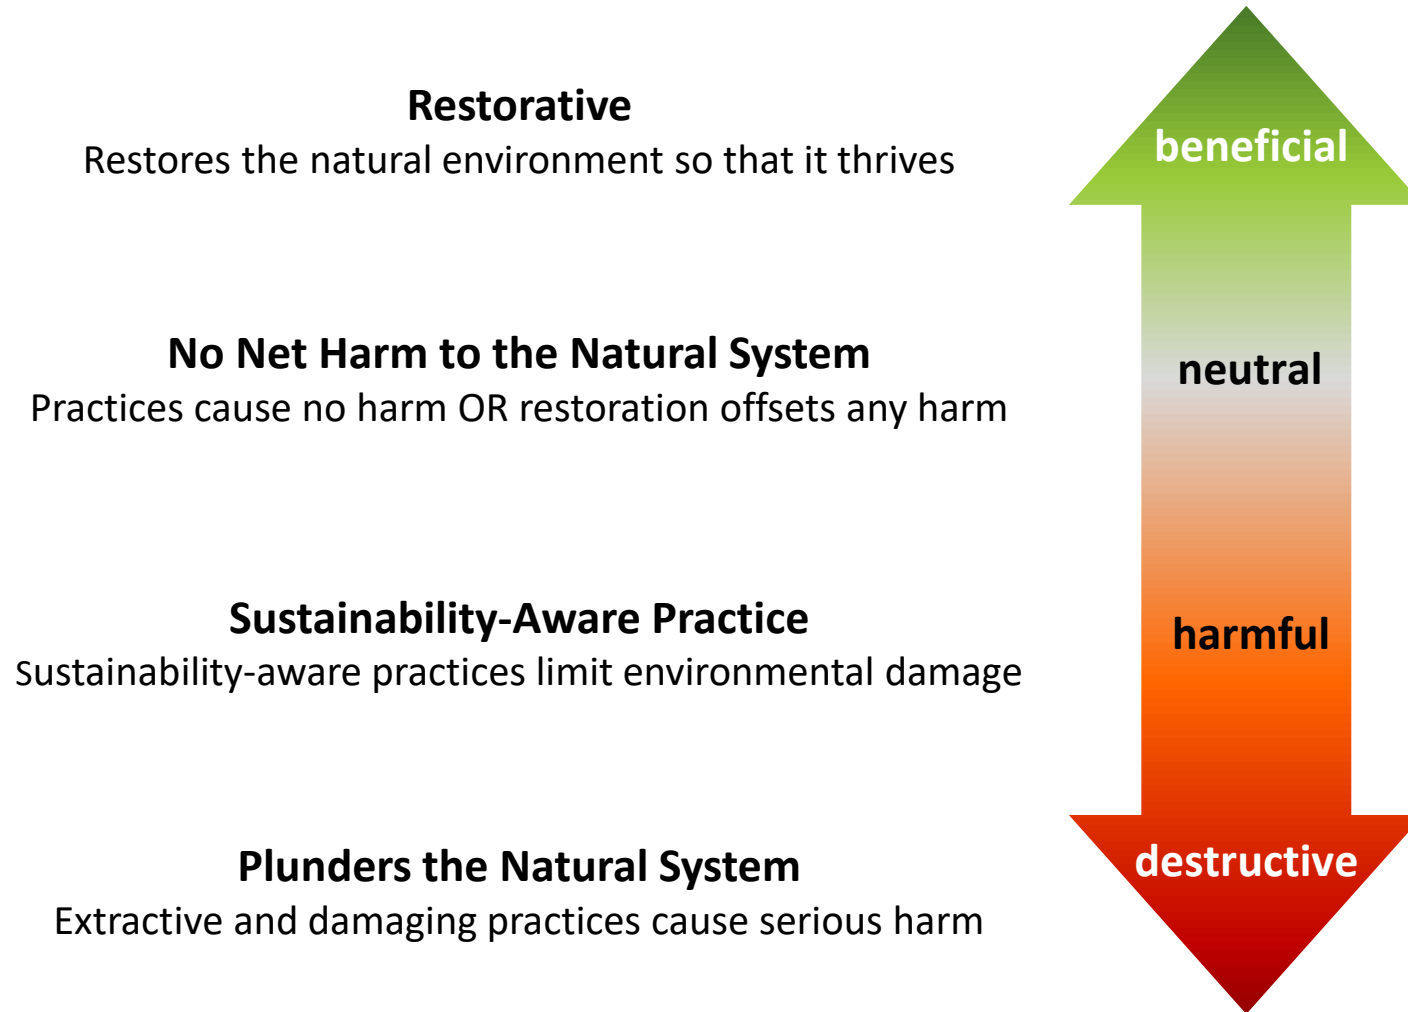 Restorative
Restores the natural environment so that it thrives
beneficial
No Net Harm to the Natural System
Practices cause no harm OR restoration offsets any harm
neutral
Sustainability-Aware Practice
Sustainability-aware practices limit environmental damage
harmful
Plunders the Natural System
Extractive and damaging practices cause serious harm
destructive